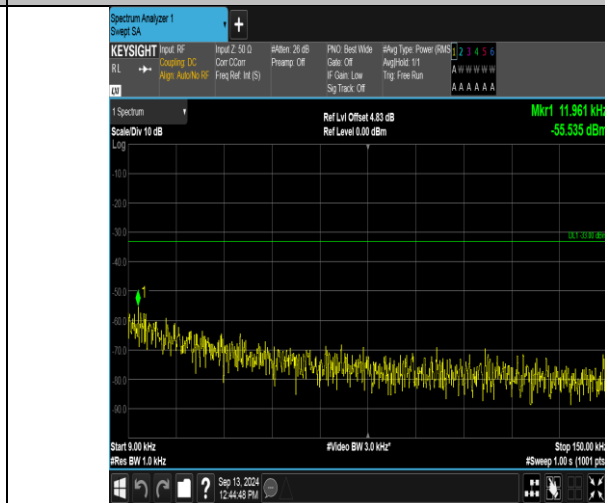 Spectrum Analyzer 1
Swept SA
+
KEYSIGHT Input: RF Input Z: 50 Ω #Atten: 26 dB PNO: Best Wide #Avg Type: Power (RMS 1 2 3 4 5 6
RL Coupling: DC Corr CCorr Preamp: Off Gate: Off Avg|Hold: 1/1 A W W W W W
Align: Auto/No RF Freq Ref: Int (S) IF Gain: Low Trig: Free Run
Sig Track: Off A A A A A A
1 Spectrum Ref Lvl Offset 4.83 dB Mkr1 11.961 kHz
Scale/Div 10 dB Ref Level 0.00 dBm -55.535 dBm
Log
-10.0
-20.0
-30.0
-40.0
-50.0
1
-60.0
-70.0
-80.0
-90.0
Start 9.00 kHz #Video BW 3.0 kHz* Stop 150.00 kHz
#Res BW 1.0 kHz #Sweep 1.00 s (1001 pts
? Sep 13, 2024
12:44:48 PM